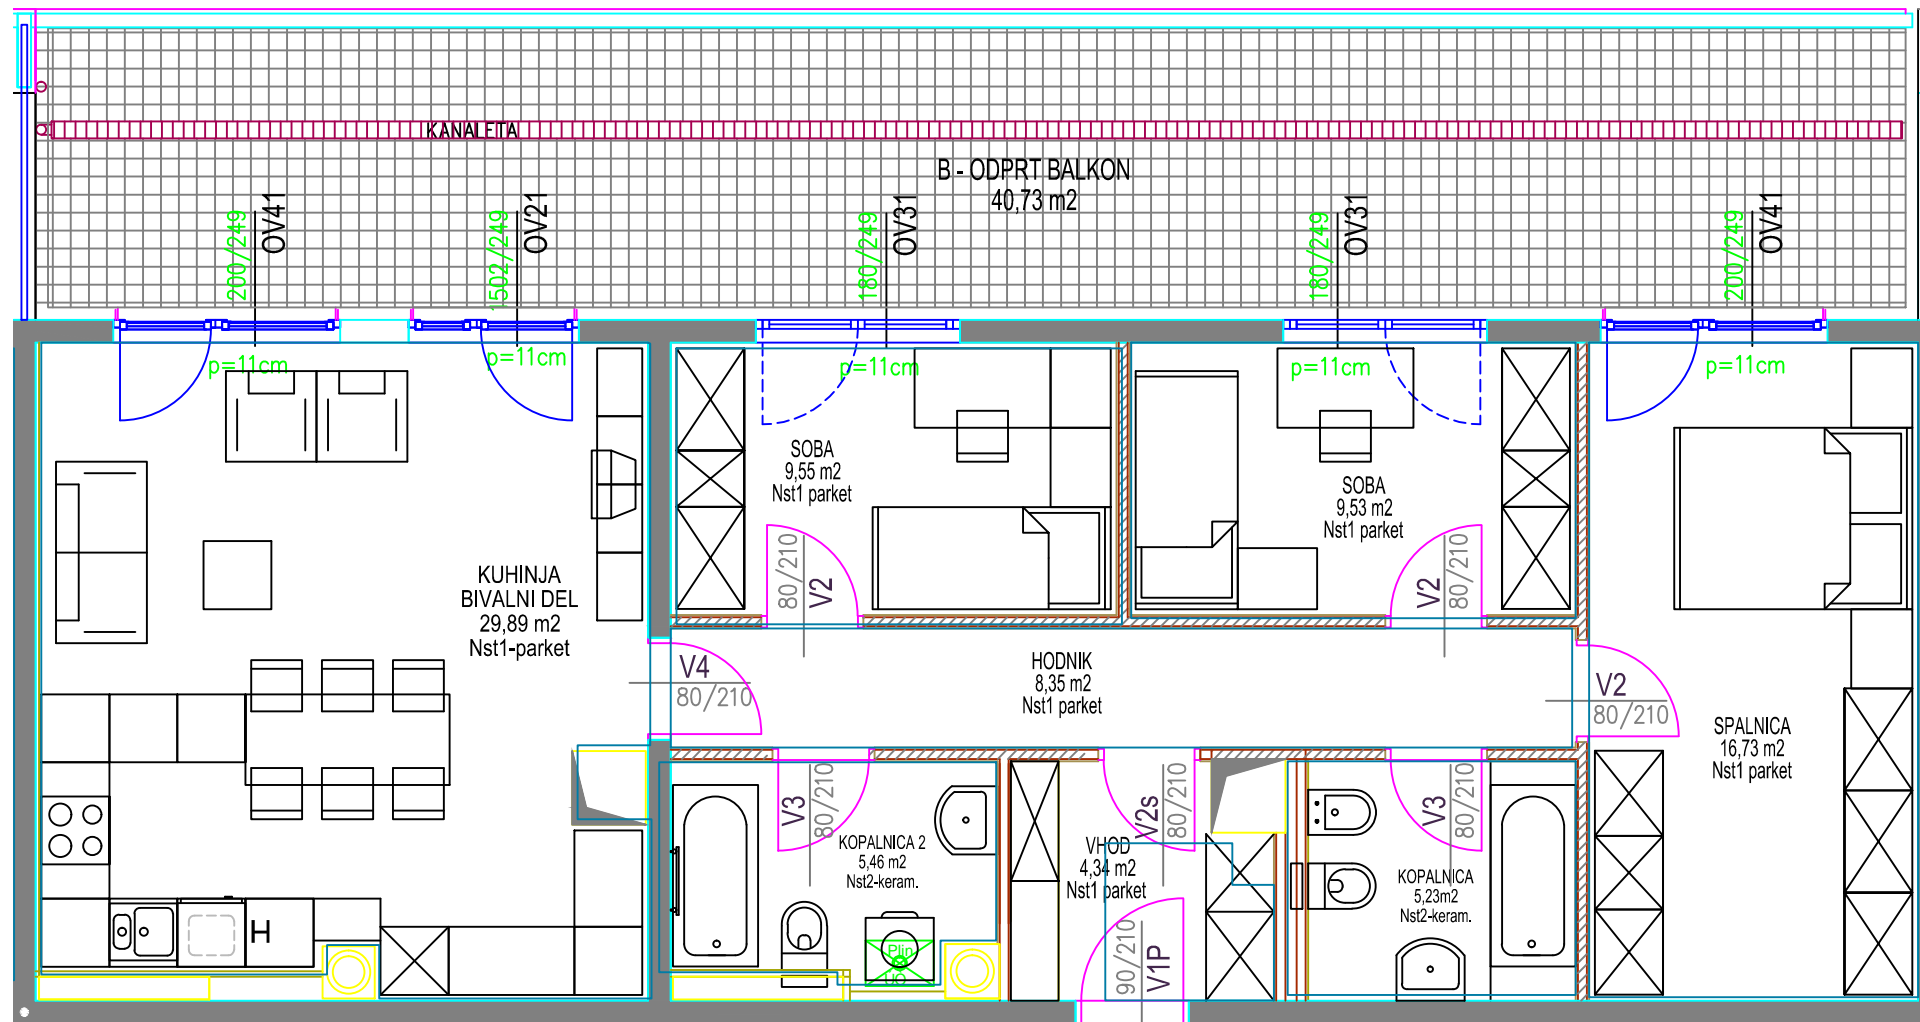 KANALETA
B - ODPRT BALKON
40,73 m2
200/249
OV41
502/249
OV21
180/249
OV31
180/249
OV31
200/249
OV41
p=11cm
p=11cm
p=11cm
p=11cm
p=11cm
SOBA
9,55 m2
Nst1 parket
SOBA
9,53 m2
Nst1 parket
KUHINJA
BIVALNI DEL
29,89 m2
Nst1-parket
80/210
V2
V2
80/210
V4
80/210
HODNIK
8,35 m2
Nst1 parket
V2
80/210
SPALNICA
16,73 m2
Nst1 parket
V3
80/210
KOPALNICA 2
5,46 m2
Nst2-keram.
V2s
80/210
VHOD
4,34 m2
Nst1 parket
V3
80/210
KOPALNICA
5,23m2
Nst2-keram.
H
Plin
UO
90/210
V1P